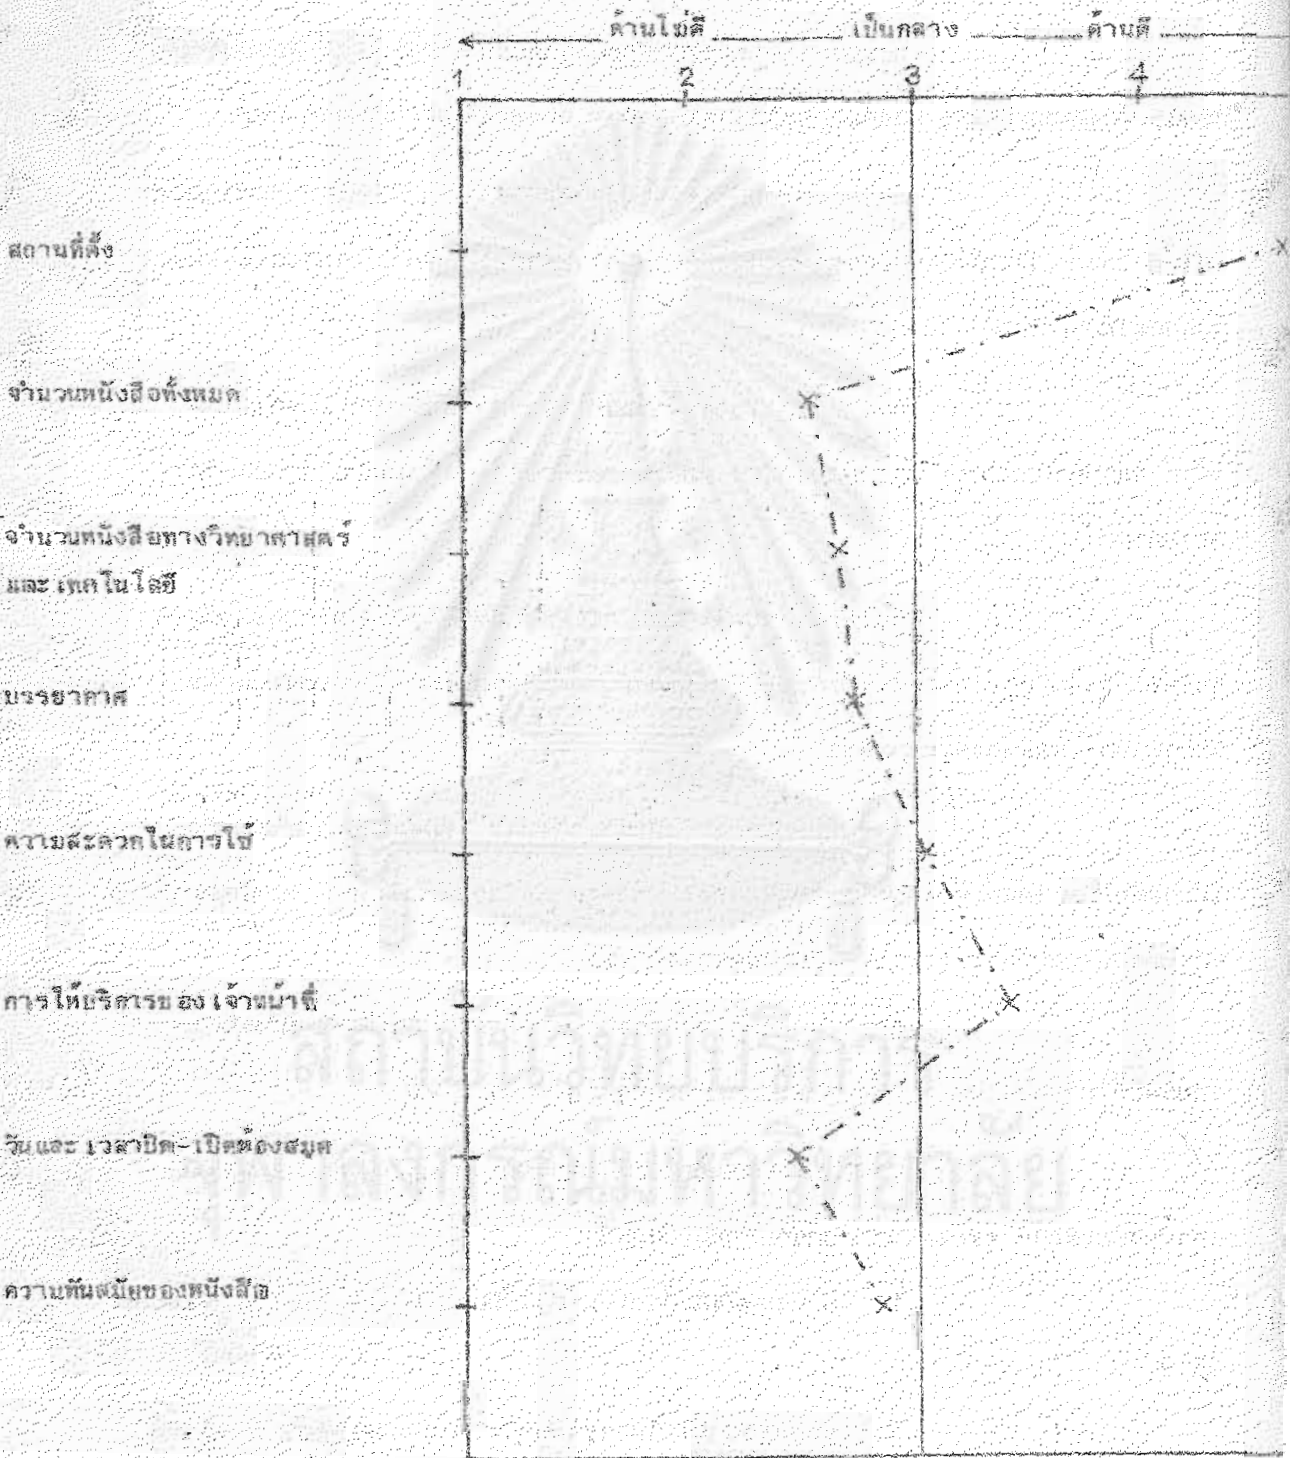 ด้านไม่ดี เป็นกลาง ด้านดี
1 2 3 4
สถานที่ตั้ง
จำนวนหนังสือทั้งหมด
จำนวนหนังสือทางวิทยาศาสตร์
และเทคโนโลยี
บรรยากาศ
ความสะดวกในการใช้
การให้บริการของเจ้าหน้าที่
วันและเวลาปิด-เปิดห้องสมุด
ความทันสมัยของหนังสือ